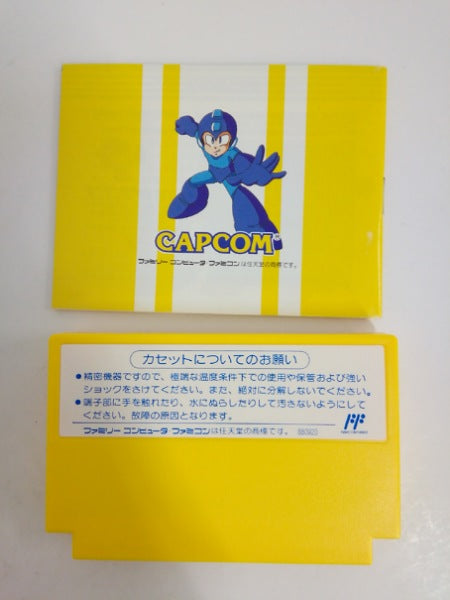 CAPCOM
ファミリー コンピュータ ファミコンは任天堂の商標です。
カセットについてのお願い
●精密機器ですので、極端な温度条件下での使用や保管および強い
ショックをさけてください。また、絶対に分解しないでください。
●端子部に手を触れたり、水にぬらしたりして汚さないようにして
ください。故障の原因となります。
ファミリー コンピュータ ファミコンは任天堂の商標です。